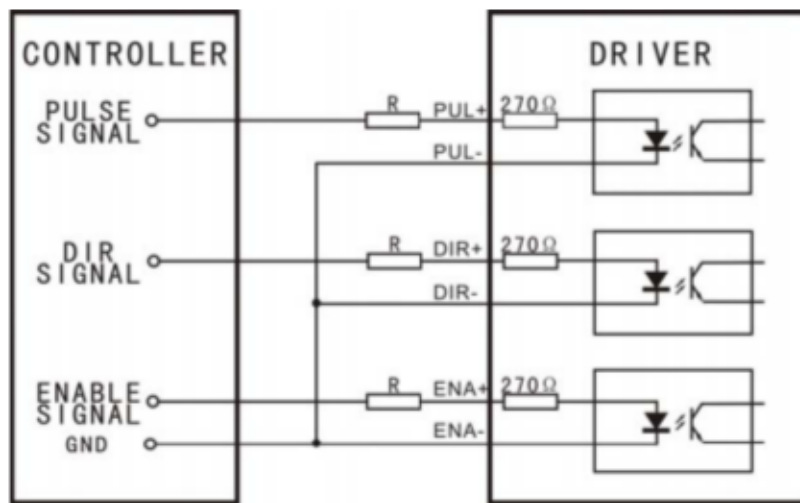 CONTROLLER
DRIVER
PULSE
SIGNAL
R
PUL+
270Ω
PUL-
DIR
SIGNAL
R
DIR+
270Ω
DIR-
ENABLE
SIGNAL
R
ENA+
270Ω
GND
ENA-